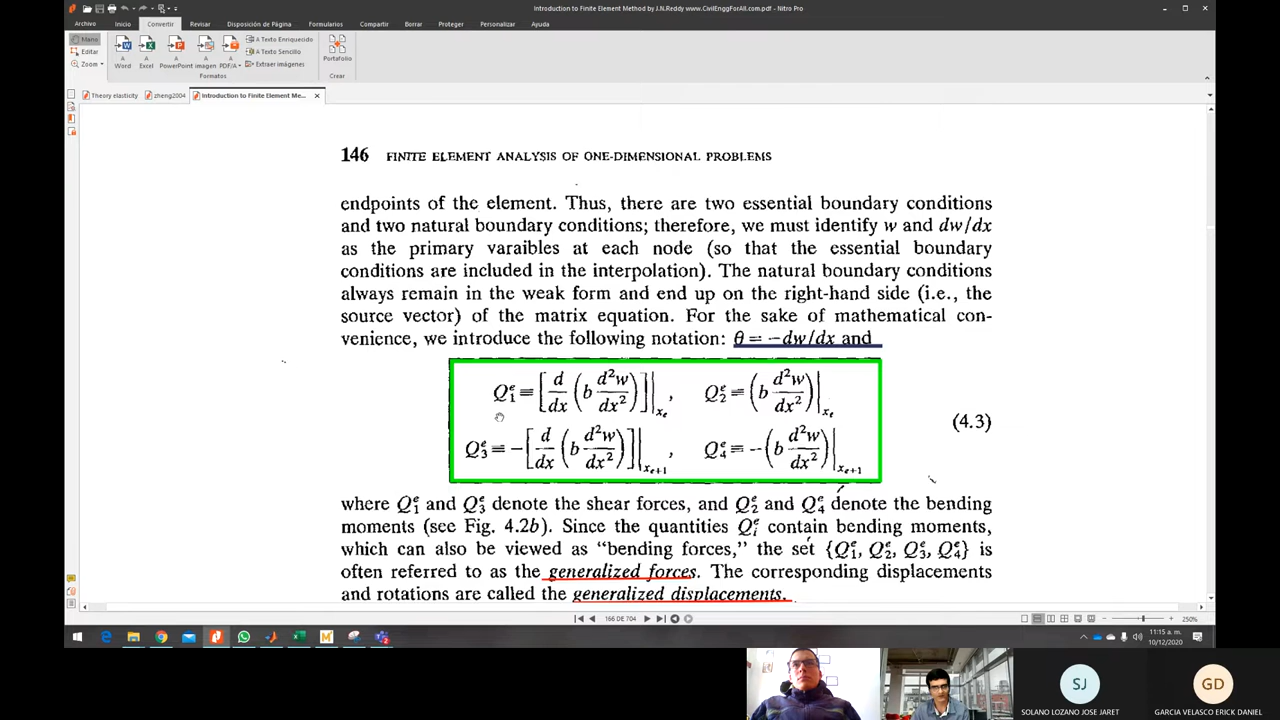 Introduction to Finite Element Method by J.N.Reddy www.CivilEnggForAll.com.pdf - Nitro Pro
Archivo Inicio Convertir Revisar Disposición de Página Formularios Compartir Borrar Proteger Personalizar Ayuda
Mano
Editar
Zoom
A Word
A Excel
A PowerPoint
A imagen
A PDF/A
A Texto Enriquecido
A Texto Sencillo
Extraer imágenes
Formatos
Portafolio
Crear
Theory elasticity zheng2004 Introduction to Finite Element Me...
146 FINITE ELEMENT ANALYSIS OF ONE-DIMENSIONAL PROBLEMS
endpoints of the element. Thus, there are two essential boundary conditions
and two natural boundary conditions; therefore, we must identify w and dw/dx
as the primary varaibles at each node (so that the essential boundary
conditions are included in the interpolation). The natural boundary conditions
always remain in the weak form and end up on the right-hand side (i.e., the
source vector) of the matrix equation. For the sake of mathematical con-
venience, we introduce the following notation: θ = −dw/dx and
Q₁ᵉ ≡ [d/dx (b d²w/dx²)]|ₓₑ, Q₂ᵉ ≡ (b d²w/dx²)|ₓₑ
Q₃ᵉ ≡ −[d/dx (b d²w/dx²)]|ₓₑ₊₁, Q₄ᵉ ≡ −(b d²w/dx²)|ₓₑ₊₁
(4.3)
where Q₁ᵉ and Q₃ᵉ denote the shear forces, and Q₂ᵉ and Q₄ᵉ denote the bending
moments (see Fig. 4.2b). Since the quantities Qᵢᵉ contain bending moments,
which can also be viewed as “bending forces,” the set {Q₁ᵉ, Q₂ᵉ, Q₃ᵉ, Q₄ᵉ} is
often referred to as the generalized forces. The corresponding displacements
and rotations are called the generalized displacements.
166 DE 704
250%
11:15 a. m.
10/12/2020
SJ
SOLANO LOZANO JOSE JARET
GD
GARCIA VELASCO ERICK DANIEL